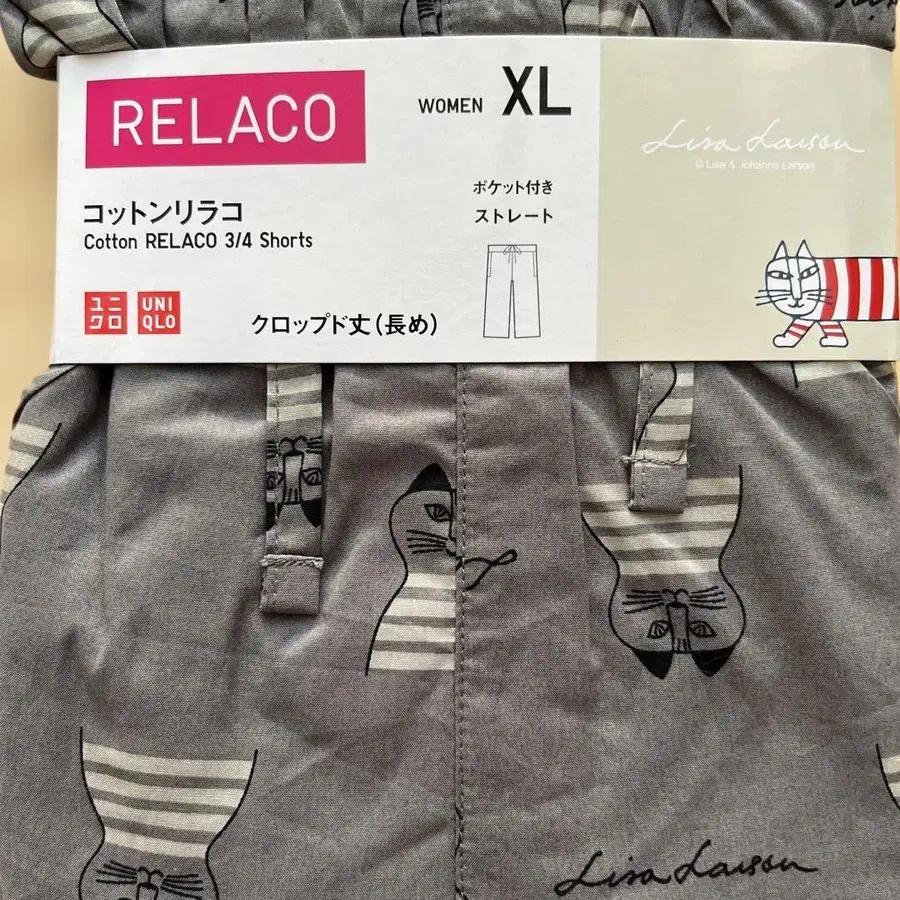 RELACO
WOMEN XL
Lisa Larson
© Lisa & Johanna Larson
コットンリラコ
Cotton RELACO 3/4 Shorts
ポケット付き
ストレート
ユニ
クロ
UNI
QLO
クロップド丈(長め)
Lisa Larson